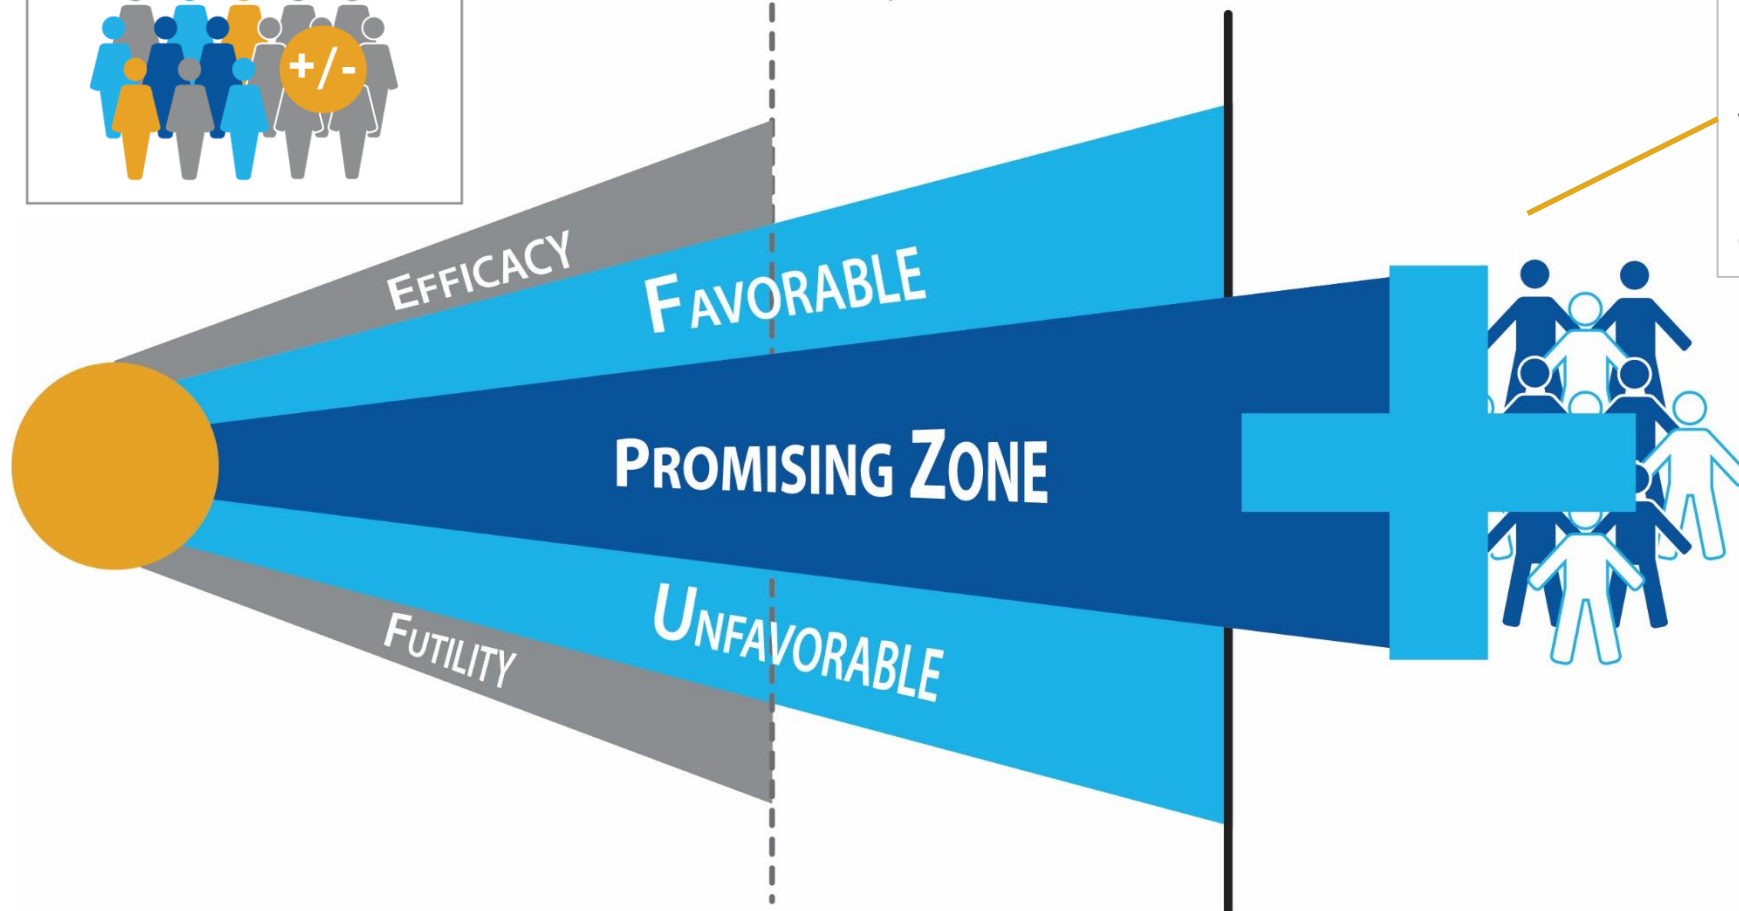 +/-
EFFICACY
FAVORABLE
PROMISING ZONE
UNFAVORABLE
FUTILITY